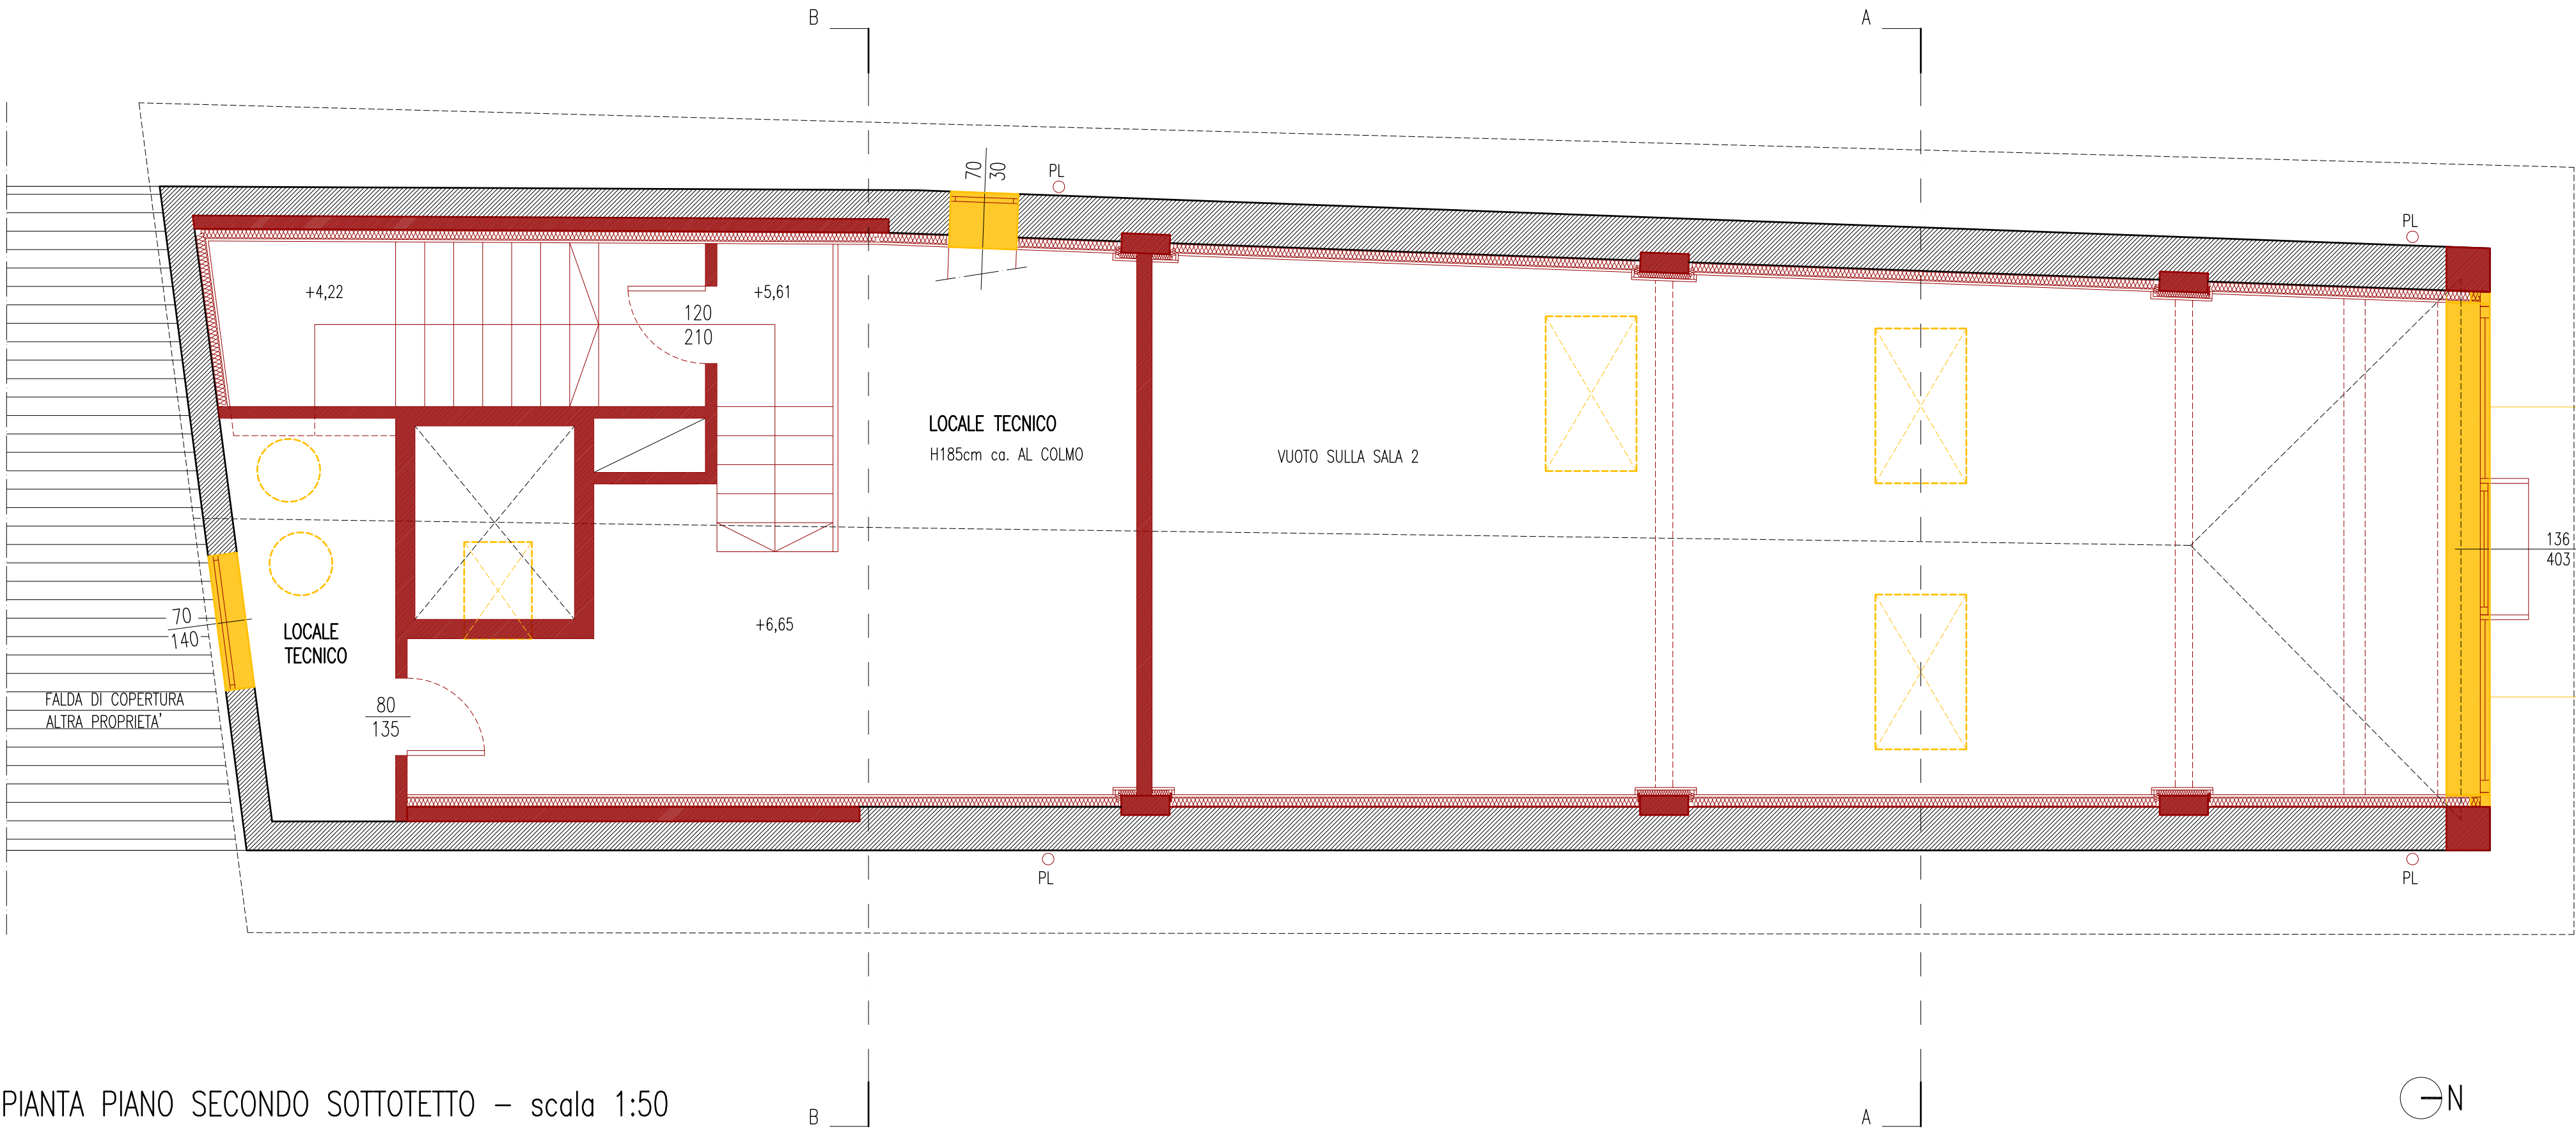 B
A
70
30
PL
PL
+4,22
+5,61
120
210
LOCALE TECNICO
H185cm ca. AL COLMO
VUOTO SULLA SALA 2
136
403
70
140
LOCALE
TECNICO
+6,65
FALDA DI COPERTURA
ALTRA PROPRIETA'
80
135
PL
PL
PIANTA PIANO SECONDO SOTTOTETTO – scala 1:50
B
A
N